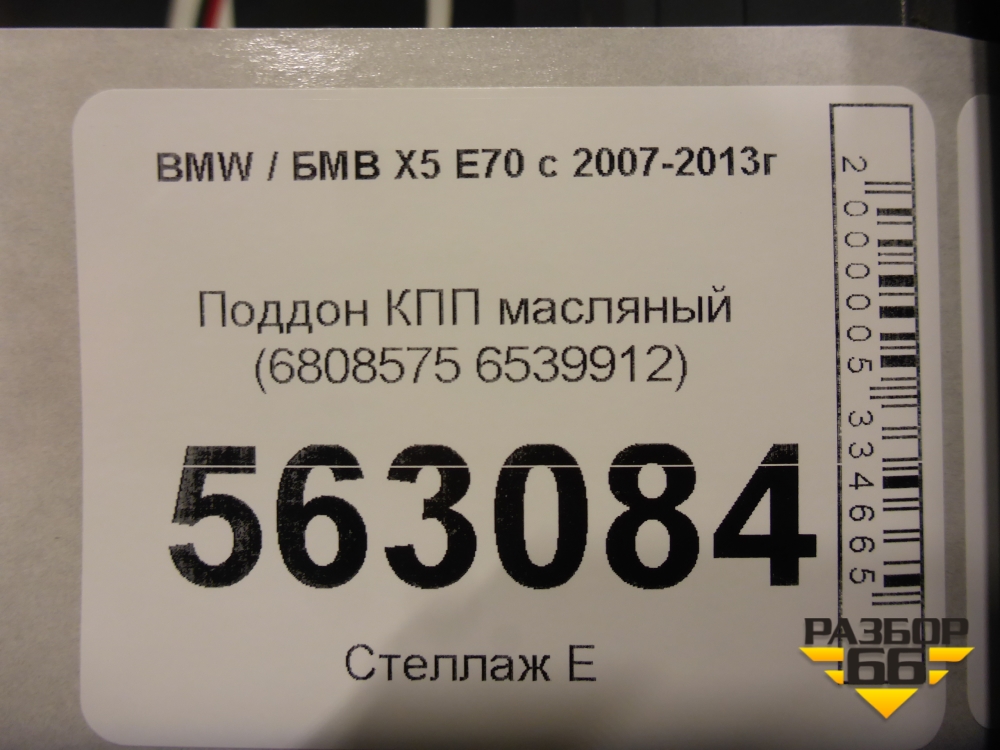 BMW / БМВ X5 E70 с 2007-2013г
Поддон КПП масляный
(6808575 6539912)
563084
Стеллаж Е
2000005334665
РАЗБОР
66